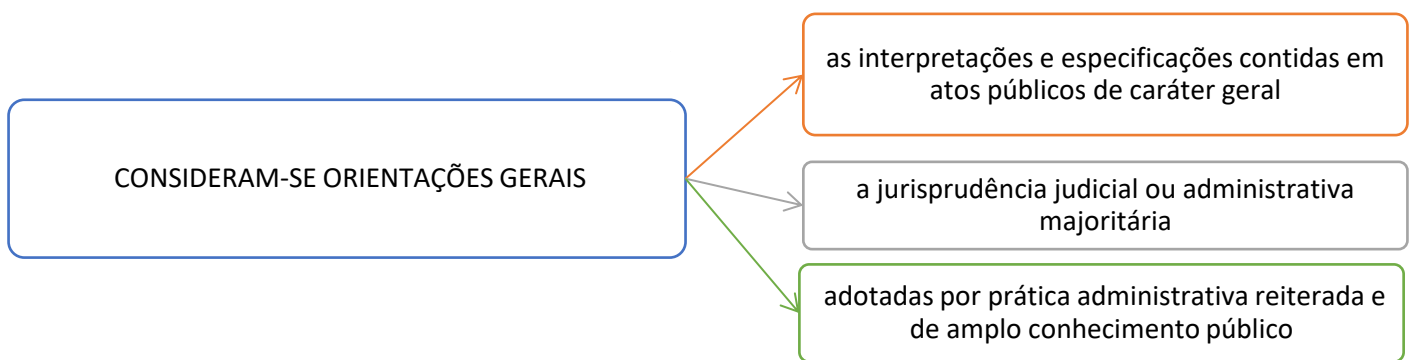 CONSIDERAM-SE ORIENTAÇÕES GERAIS
as interpretações e especificações contidas em
atos públicos de caráter geral
a jurisprudência judicial ou administrativa
majoritária
adotadas por prática administrativa reiterada e
de amplo conhecimento público